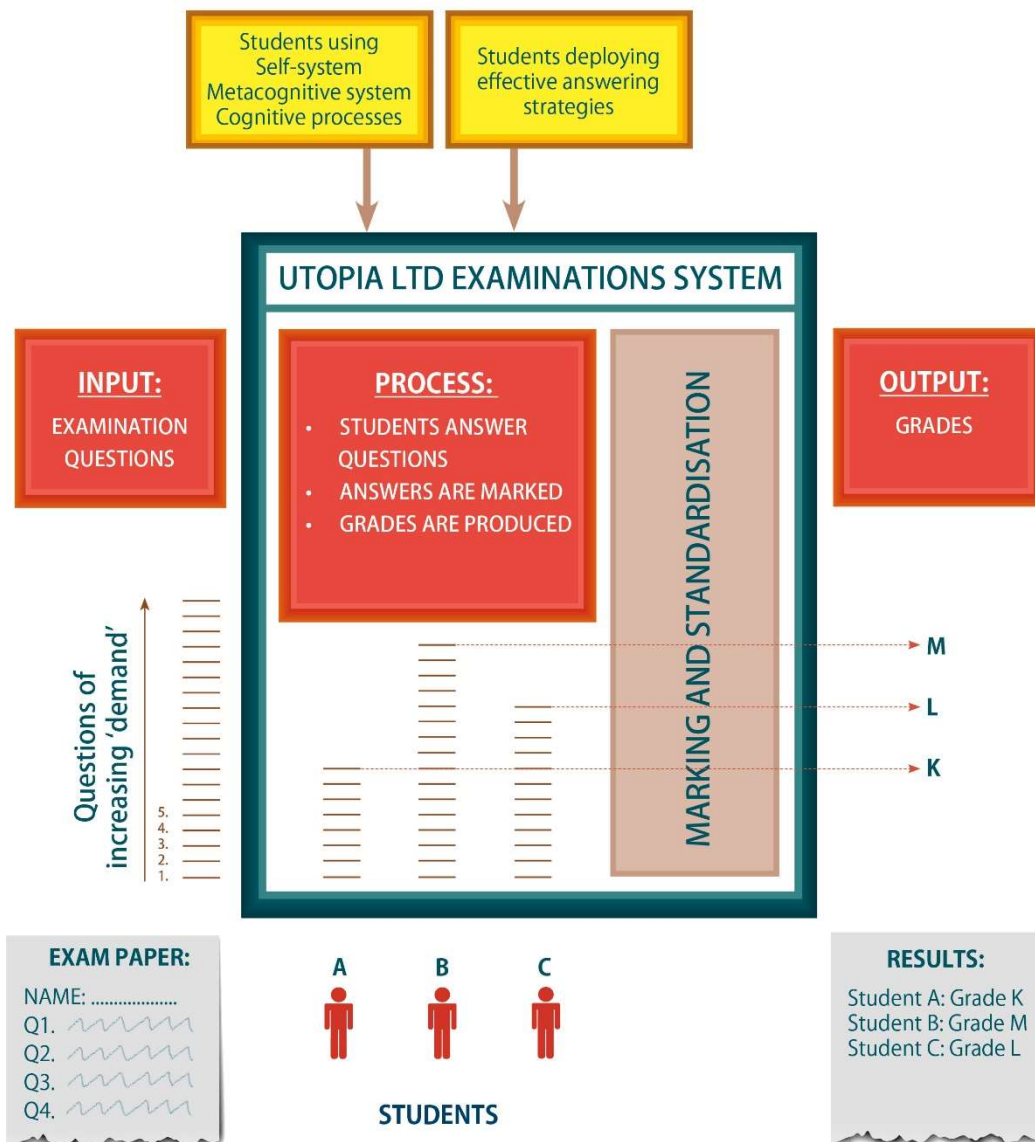 Students using
Self-system
Metacognitive system
Cognitive processes
Students deploying
effective answering
strategies
UTOPIA LTD EXAMINATIONS SYSTEM
INPUT:
EXAMINATION
QUESTIONS
PROCESS:
• STUDENTS ANSWER
QUESTIONS
• ANSWERS ARE MARKED
• GRADES ARE PRODUCED
MARKING AND STANDARDISATION
OUTPUT:
GRADES
Questions of
increasing ‘demand’
5.
4.
3.
2.
1.
M
L
K
EXAM PAPER:
NAME: ...................
Q1.
Q2.
Q3.
Q4.
A
B
C
STUDENTS
RESULTS:
Student A: Grade K
Student B: Grade M
Student C: Grade L